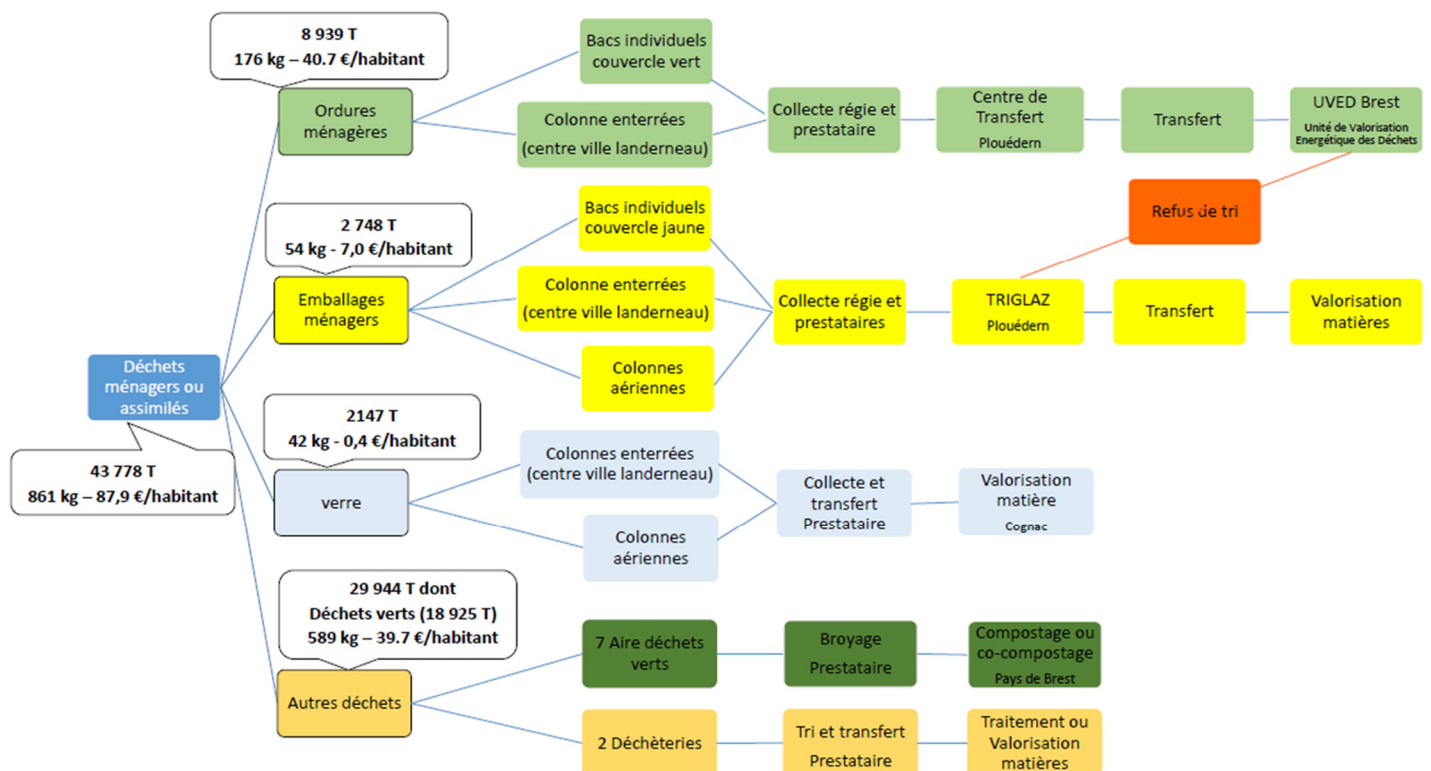 8 939 T
176 kg – 40.7 €/habitant
Ordures
ménagères
Bacs individuels
couvercle vert
Colonne enterrées
(centre ville landerneau)
Collecte régie et
prestataire
Centre de
Transfert
Plouédern
Transfert
UVED Brest
Unité de Valorisation
Energétique des Déchets
Refus de tri
2 748 T
54 kg - 7,0 €/habitant
Emballages
ménagers
Bacs individuels
couvercle jaune
Colonne enterrées
(centre ville landerneau)
Colonnes
aériennes
Collecte régie et
prestataires
TRIGLAZ
Plouédern
Transfert
Valorisation
matières
Déchets
ménagers ou
assimilés
43 778 T
861 kg – 87,9 €/habitant
2147 T
42 kg - 0,4 €/habitant
verre
Colonnes enterrées
(centre ville landerneau)
Colonnes
aériennes
Collecte et
transfert
Prestataire
Valorisation
matière
Cognac
29 944 T dont
Déchets verts (18 925 T)
589 kg – 39.7 €/habitant
Autres déchets
7 Aire déchets
verts
Broyage
Prestataire
Compostage ou
co-compostage
Pays de Brest
2 Déchèteries
Tri et transfert
Prestataire
Traitement ou
Valorisation
matières